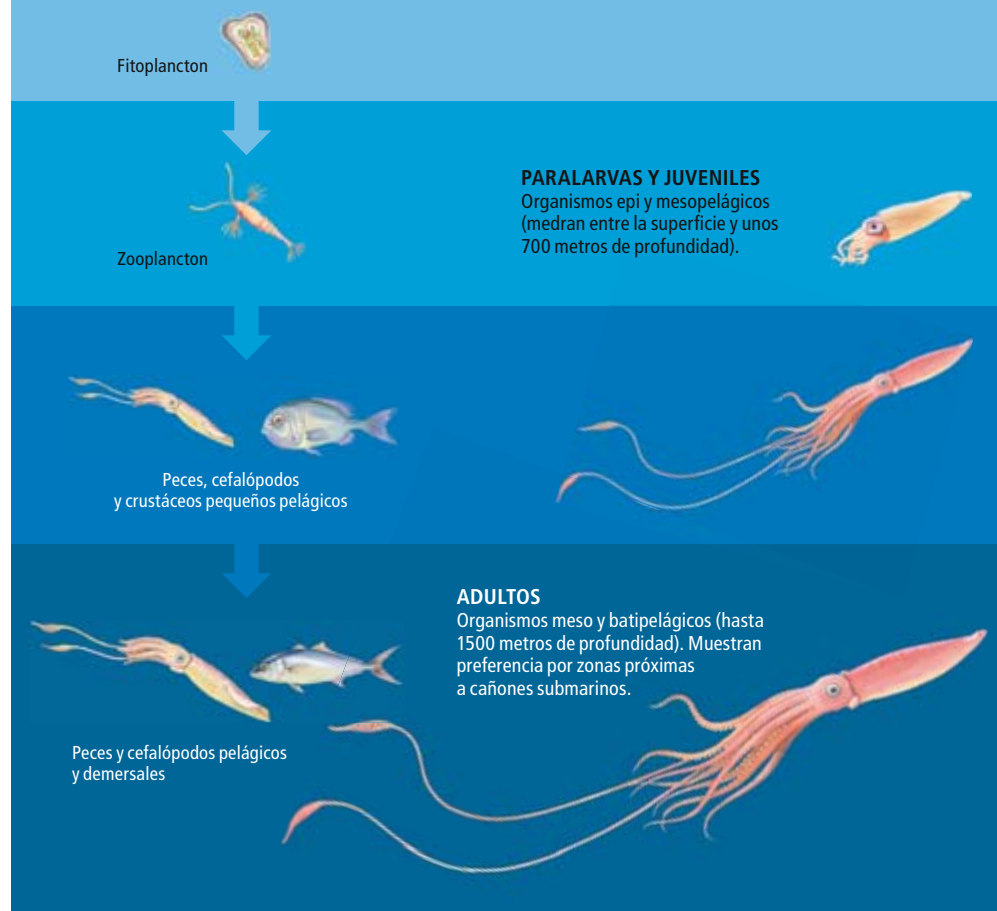 Fitoplancton
Zooplancton
PARALARVAS Y JUVENILES
Organismos epi y mesopelágicos
(medran entre la superficie y unos
700 metros de profundidad).
Peces, cefalópodos
y crustáceos pequeños pelágicos
ADULTOS
Organismos meso y batipelágicos (hasta
1500 metros de profundidad). Muestran
preferencia por zonas próximas
a cañones submarinos.
Peces y cefalópodos pelágicos
y demersales